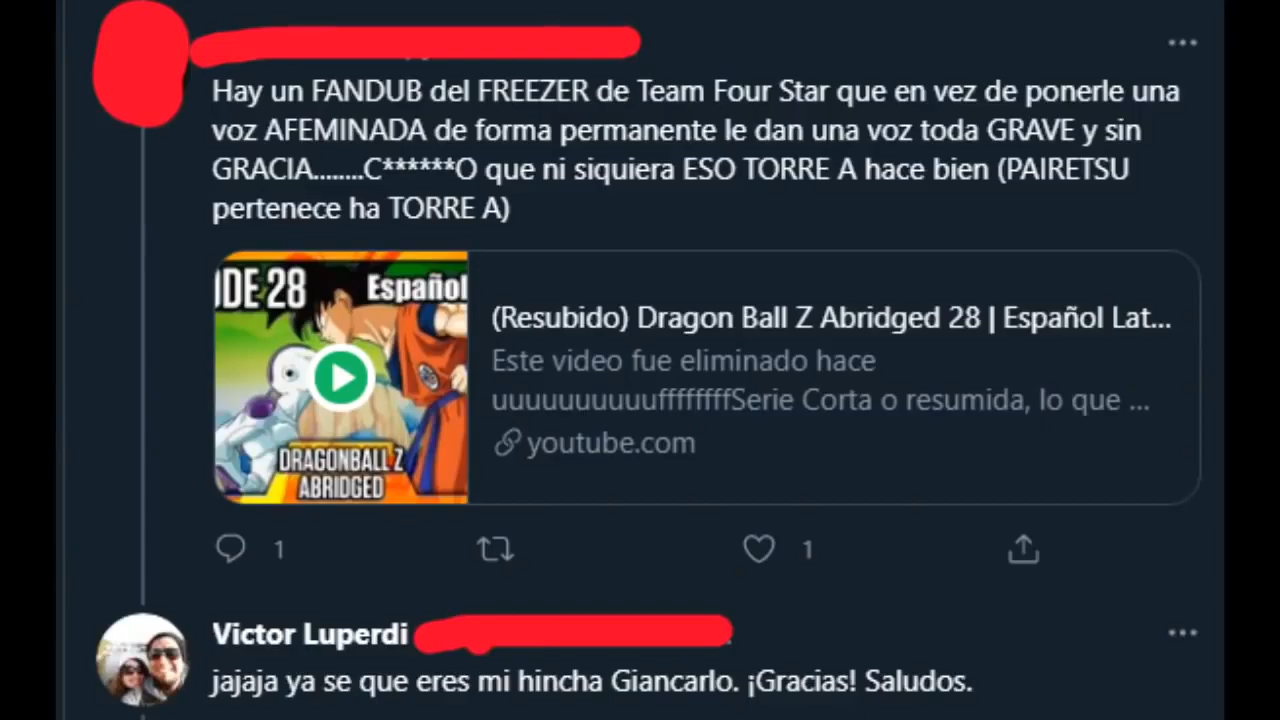 Hay un FANDUB del FREEZER de Team Four Star que en vez de ponerle una
voz AFEMINADA de forma permanente le dan una voz toda GRAVE y sin
GRACIA........C******O que ni siquiera ESO TORRE A hace bien (PAIRETSU
pertenece ha TORRE A)
ODE 28
Español
DRAGONBALL Z
ABRIDGED
(Resubido) Dragon Ball Z Abridged 28 | Español Lat...
Este video fue eliminado hace
uuuuuuuuuuffffffffSerie Corta o resumida, lo que ...
youtube.com
1
1
Victor Luperdi
jajaja ya se que eres mi hincha Giancarlo. ¡Gracias! Saludos.